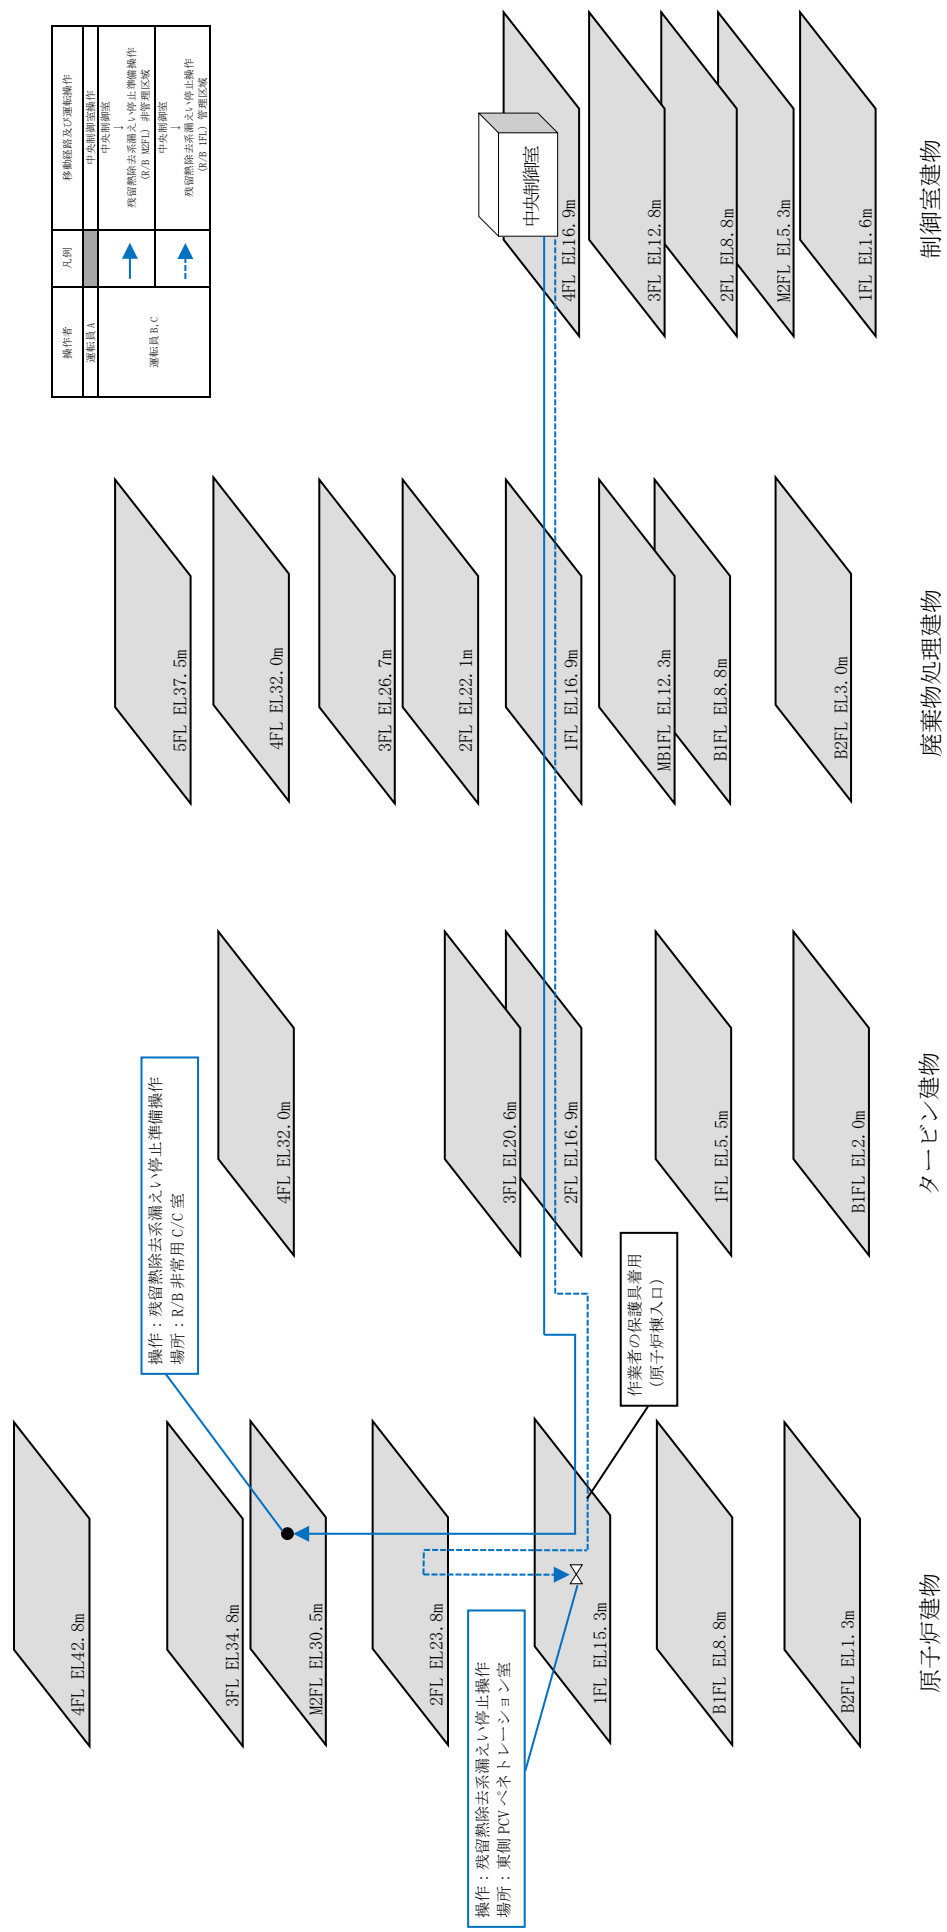 操作者
凡例
移動経路及び運転操作
運転員 A
中央制御室操作
運転員 B,C
中央制御室
↓
残留熱除去系漏えい停止準備操作
(R/B M2FL) 非管理区域
中央制御室
↓
残留熱除去系漏えい停止操作
(R/B 1FL) 管理区域
4FL EL42.8m
3FL EL34.8m
M2FL EL30.5m
2FL EL23.8m
1FL EL15.3m
B1FL EL8.8m
B2FL EL1.3m
原子炉建物
操作：残留熱除去系漏えい停止準備操作
場所：R/B 非常用 C/C 室
操作：残留熱除去系漏えい停止操作
場所：東側 PCV ペネトレーション室
作業者の保護具着用
（原子炉棟入口）
4FL EL32.0m
3FL EL20.6m
2FL EL16.9m
1FL EL5.5m
B1FL EL2.0m
タービン建物
5FL EL37.5m
4FL EL32.0m
3FL EL26.7m
2FL EL22.1m
1FL EL16.9m
MB1FL EL12.3m
B1FL EL8.8m
B2FL EL3.0m
廃棄物処理建物
中央制御室
4FL EL16.9m
3FL EL12.8m
2FL EL8.8m
M2FL EL5.3m
1FL EL1.6m
制御室建物